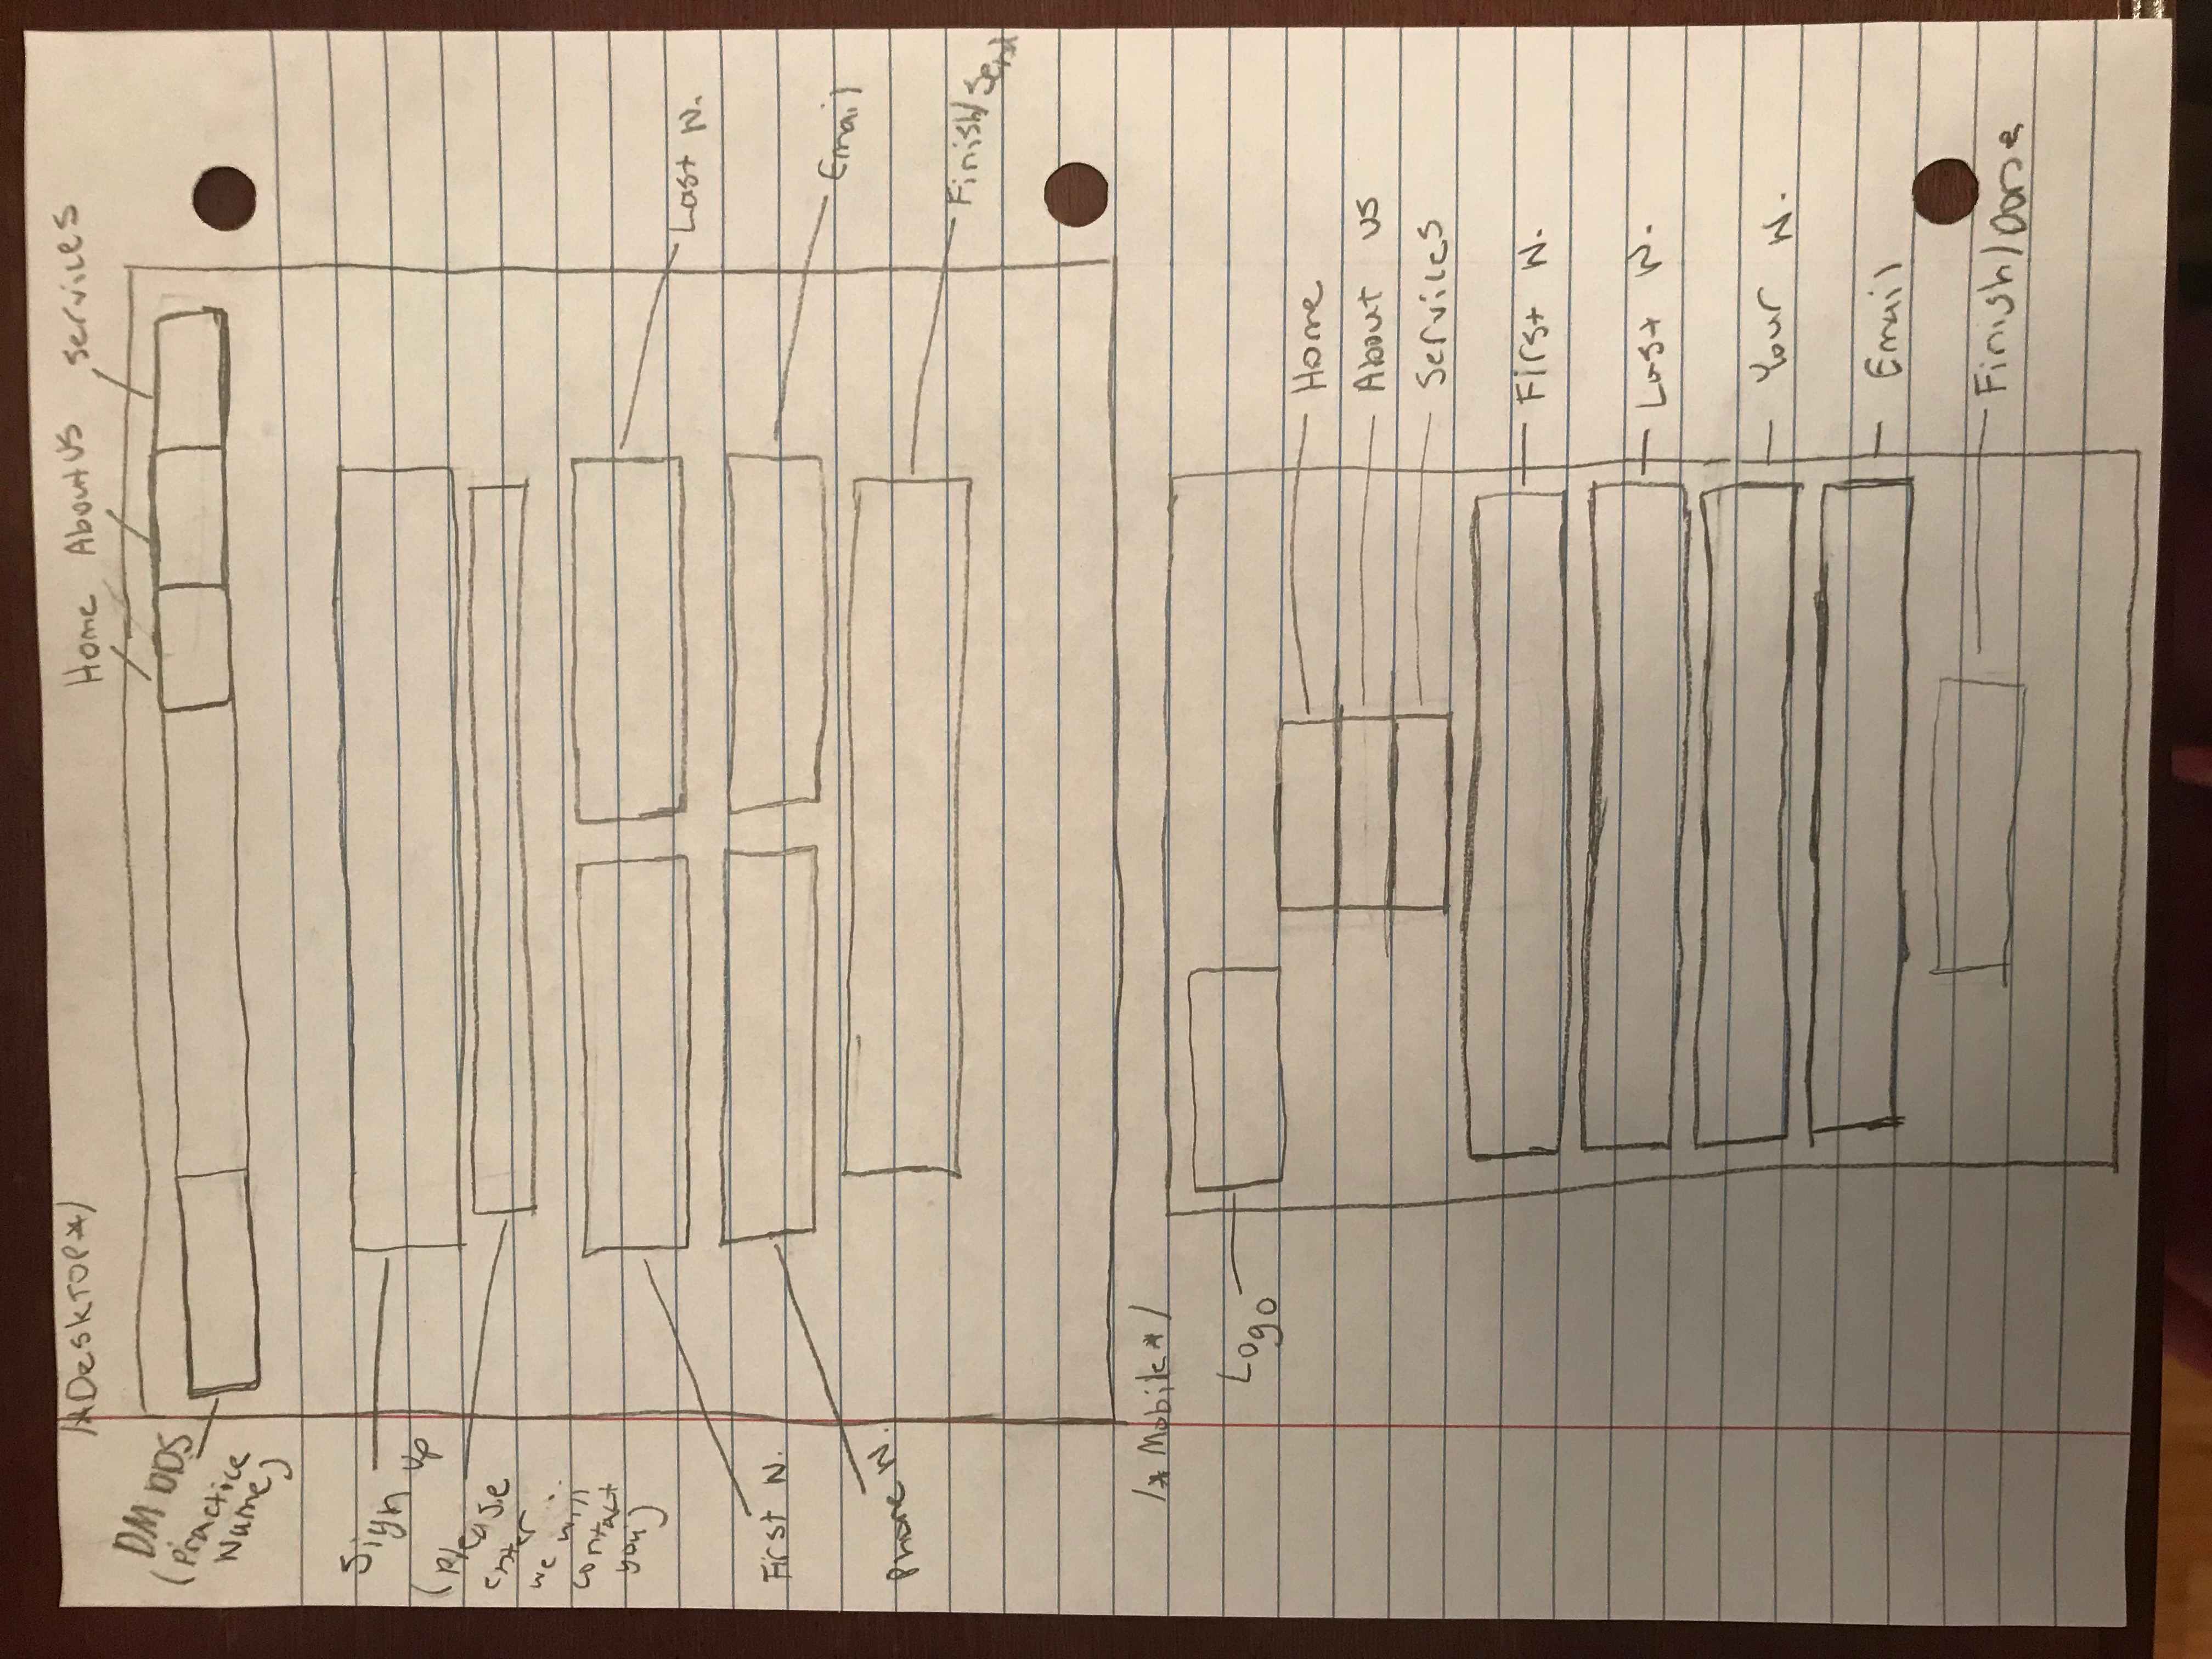 /*DeskTOP*/
Home About US Services
DM DDS
(Practice
Name)
Sign up
(Please
enter
we will
contact
you)
Last N.
First N.
Email
Phone N.
Finish/Send
/* Mobile */
Logo
Home
About US
Services
First N.
Last N.
Your N.
Email
Finish/Done